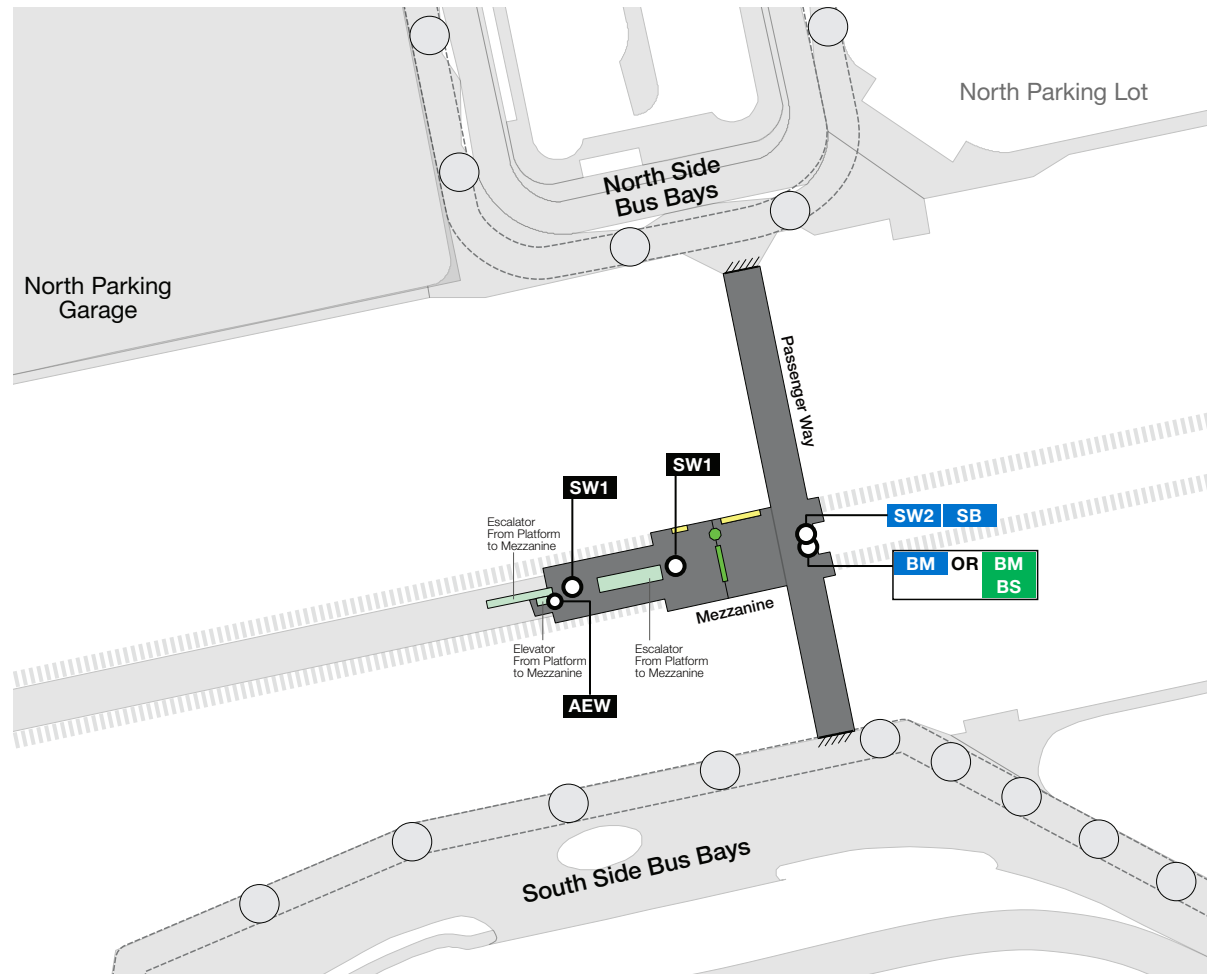 North Parking Lot
North Side
Bus Bays
North Parking
Garage
Passenger Way
SW1
SW1
Escalator
From Platform
to Mezzanine
SW2 SB
BM OR BM
BS
Mezzanine
Elevator
From Platform
to Mezzanine
Escalator
From Platform
to Mezzanine
AEW
South Side Bus Bays